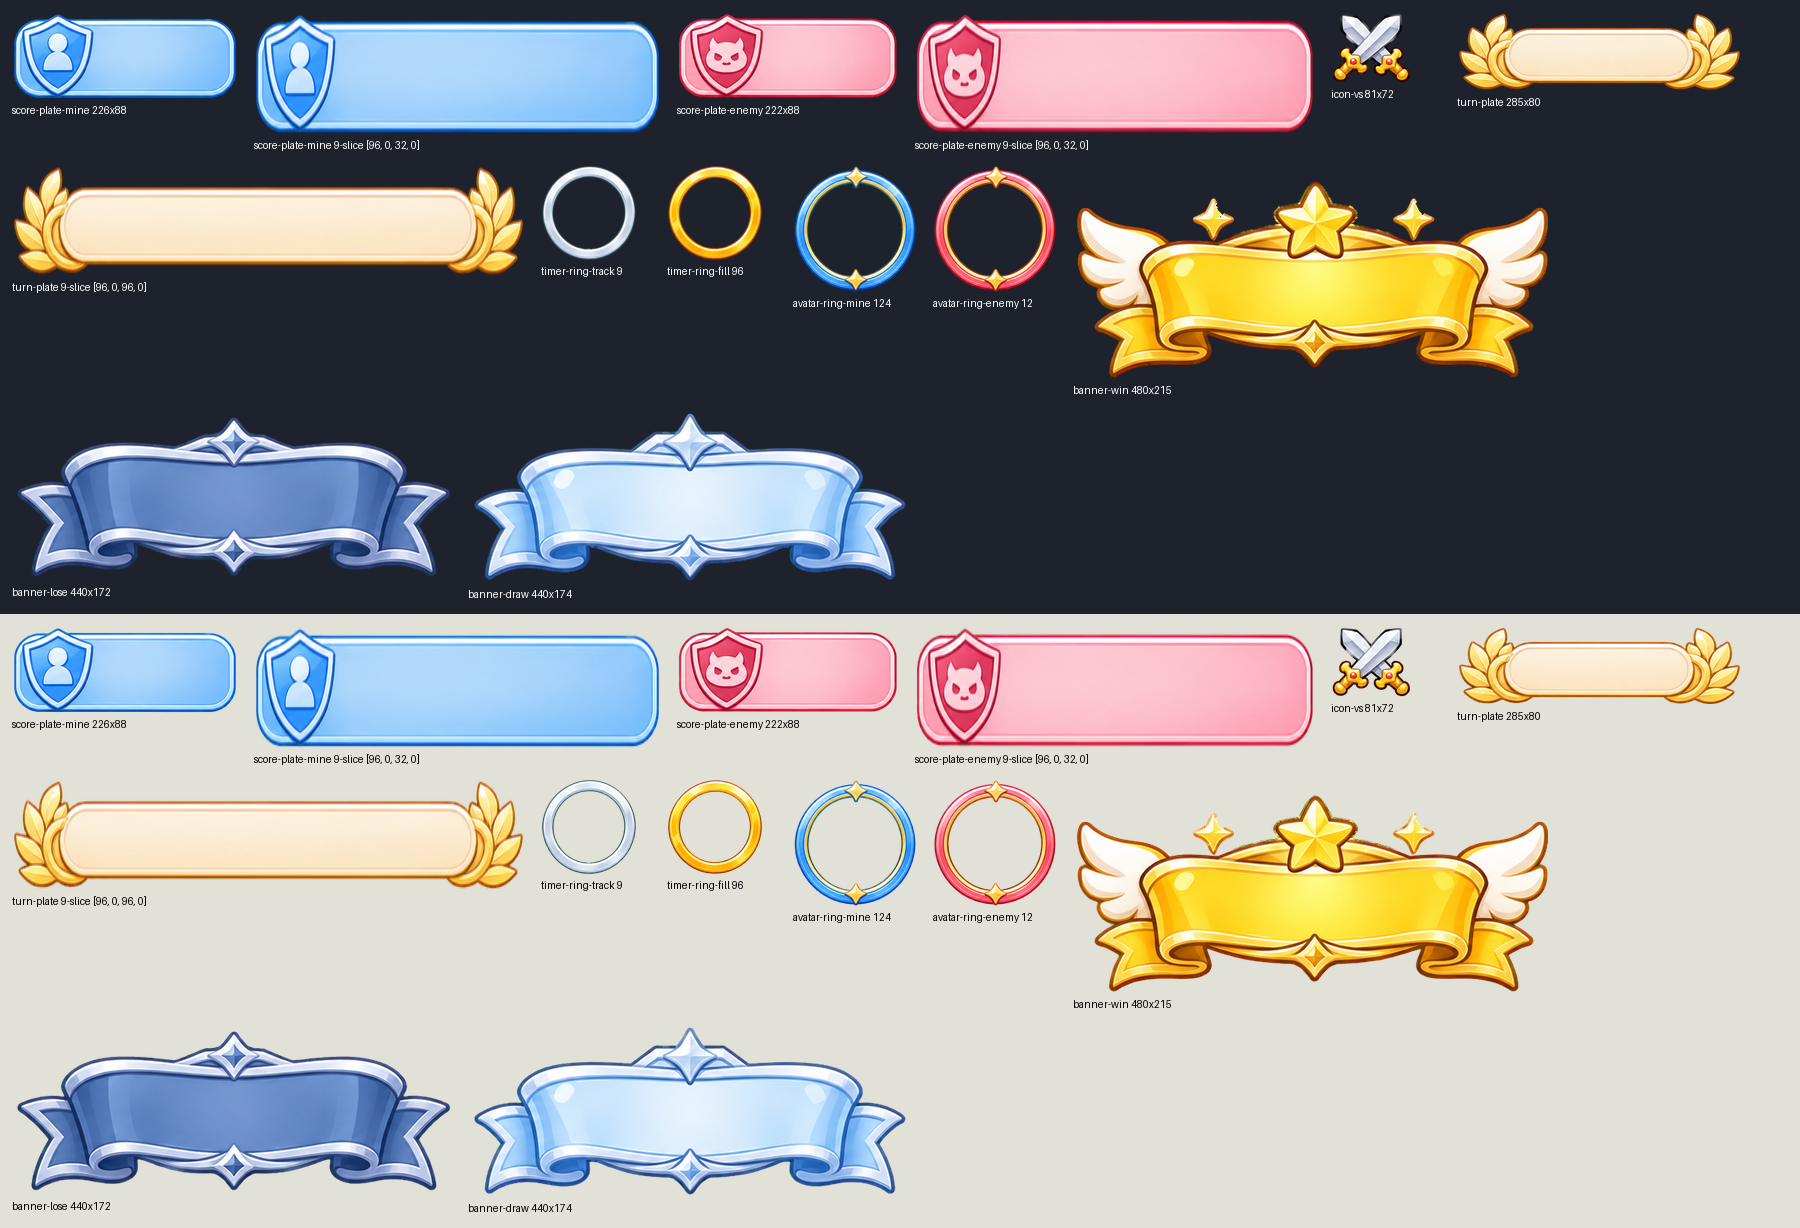 score-plate-mine 226x88
score-plate-mine 9-slice [96, 0, 32, 0]
score-plate-enemy 222x88
score-plate-enemy 9-slice [96, 0, 32, 0]
icon-vs 81x72
turn-plate 285x80
turn-plate 9-slice [96, 0, 96, 0]
timer-ring-track 9
timer-ring-fill 96
avatar-ring-mine 124
avatar-ring-enemy 12
banner-win 480x215
banner-lose 440x172
banner-draw 440x174
score-plate-mine 226x88
score-plate-mine 9-slice [96, 0, 32, 0]
score-plate-enemy 222x88
score-plate-enemy 9-slice [96, 0, 32, 0]
icon-vs 81x72
turn-plate 285x80
turn-plate 9-slice [96, 0, 96, 0]
timer-ring-track 9
timer-ring-fill 96
avatar-ring-mine 124
avatar-ring-enemy 12
banner-win 480x215
banner-lose 440x172
banner-draw 440x174